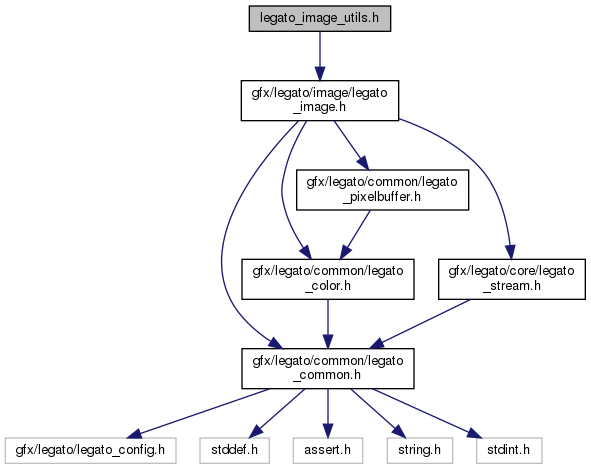 legato_image_utils.h
gfx/legato/image/legato
_image.h
gfx/legato/common/legato
_pixelbuffer.h
gfx/legato/common/legato
_color.h
gfx/legato/core/legato
_stream.h
gfx/legato/common/legato
_common.h
gfx/legato/legato_config.h
stddef.h
assert.h
string.h
stdint.h